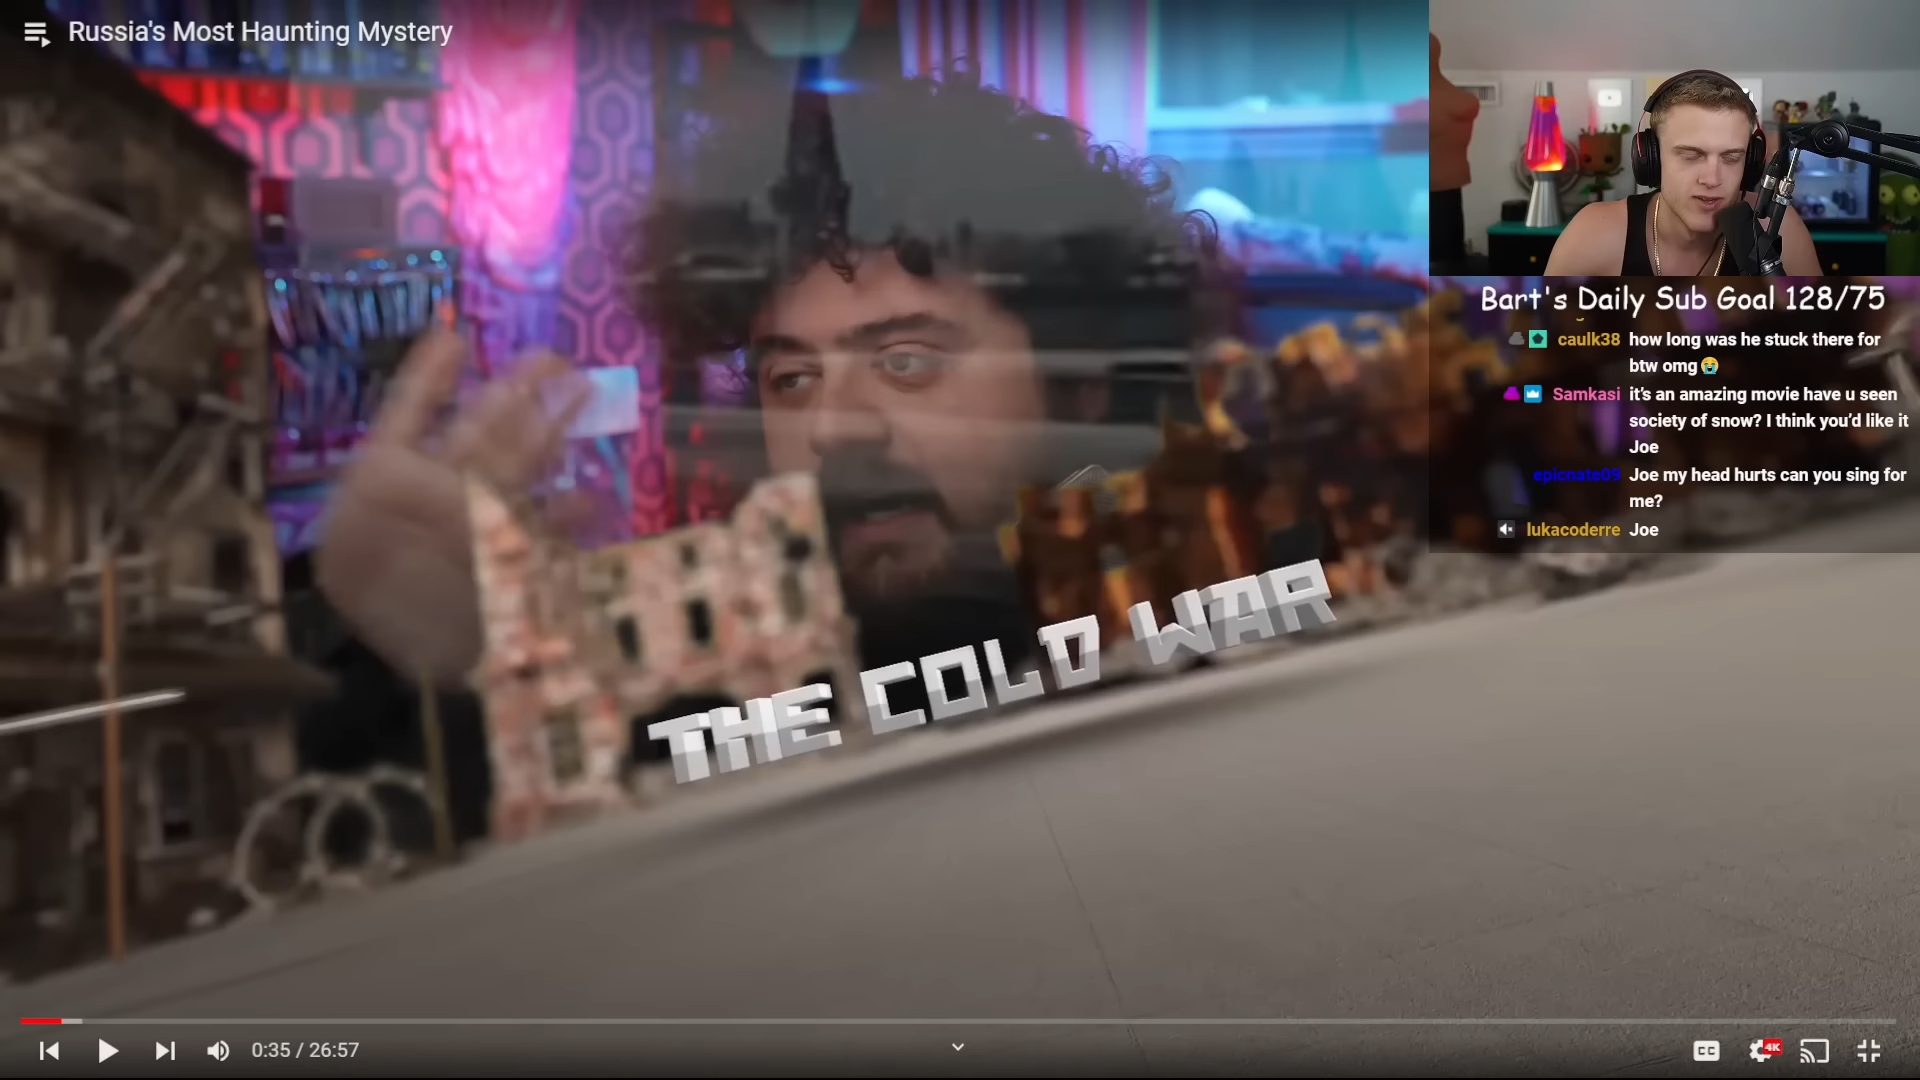 Russia's Most Haunting Mystery
Bart's Daily Sub Goal 128/75
caulk38 how long was he stuck there for
btw omg😭
Samkasi it's an amazing movie have u seen
society of snow? I think you'd like it
Joe
epicnate09 Joe my head hurts can you sing for
me?
lukacoderre Joe
THE COLD WAR
0:35 / 26:57
CC
4K